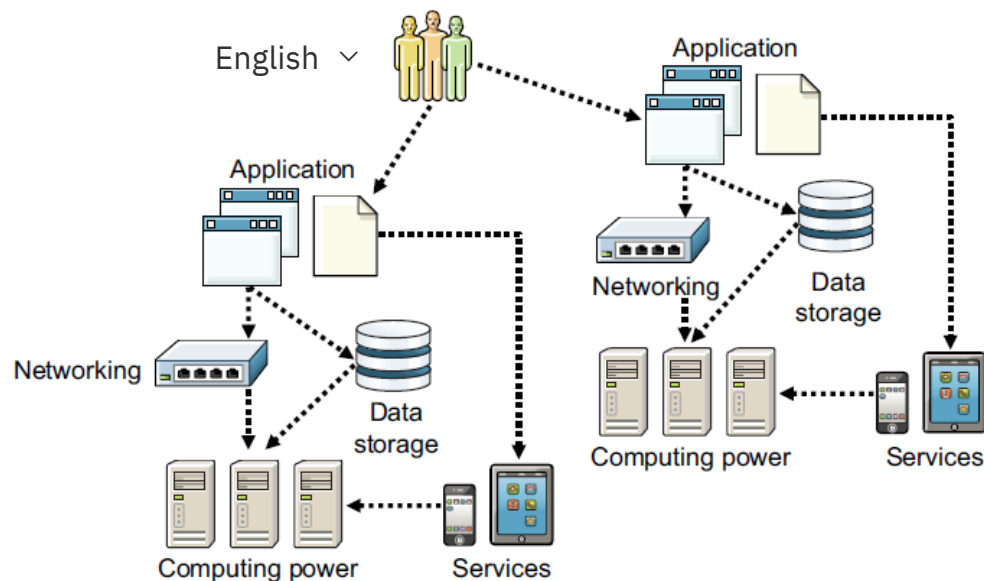 English
Application
Application
Networking
Data
storage
Networking
Data
storage
Computing power
Services
Computing power
Services